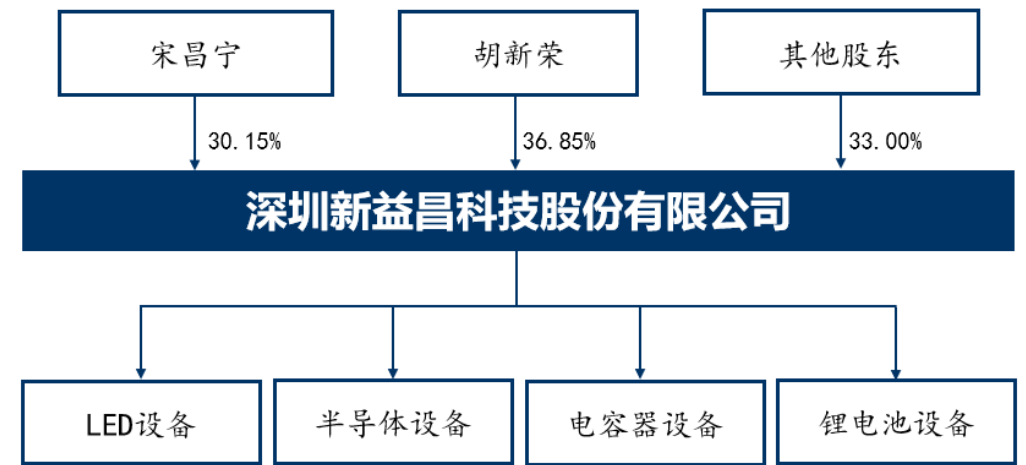 宋昌宁
胡新荣
其他股东
30.15%
36.85%
33.00%
深圳新益昌科技股份有限公司
LED设备
半导体设备
电容器设备
锂电池设备